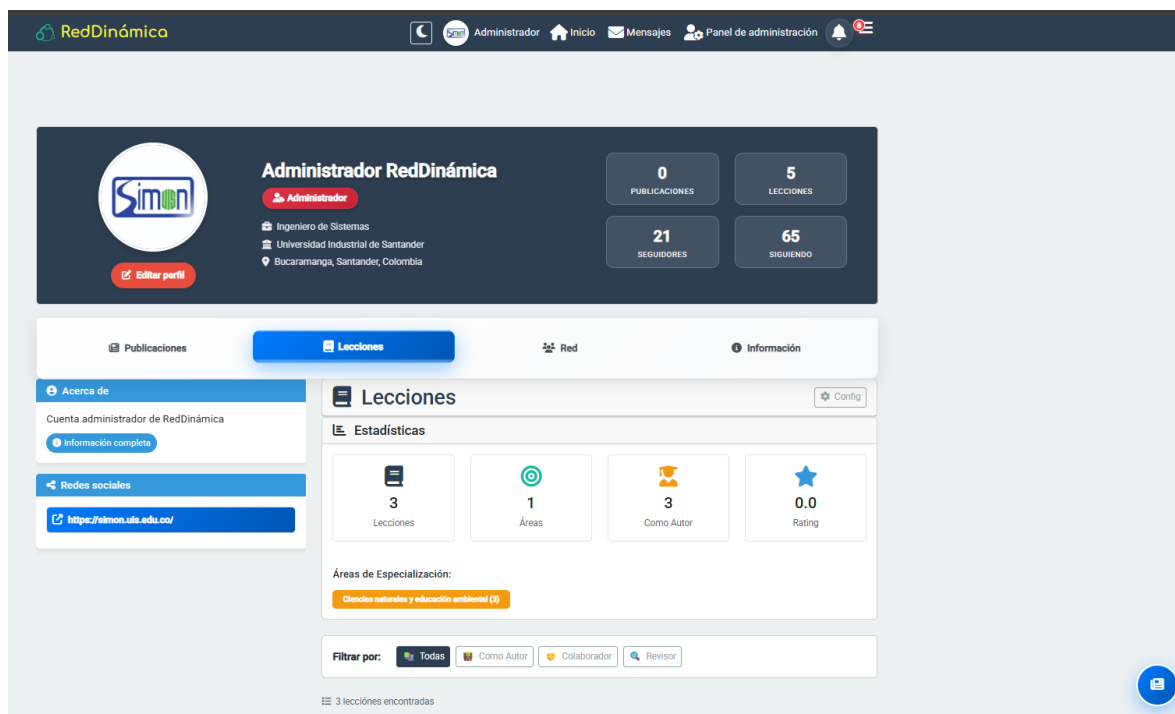 RedDinámica
Simon
Administrador
Inicio
Mensajes
Panel de administración
0
Simon
Administrador RedDinámica
Administrador
Ingeniero de Sistemas
Universidad Industrial de Santander
Bucaramanga, Santander, Colombia
Editar perfil
0
PUBLICACIONES
5
LECCIONES
21
SEGUIDORES
65
SIGUIENDO
Publicaciones
Lecciones
Red
Información
Acerca de
Cuenta administrador de RedDinámica
Información completa
Redes sociales
https://simon.uis.edu.co/
Lecciones
Config
Estadísticas
3
Lecciones
1
Áreas
3
Como Autor
0.0
Rating
Áreas de Especialización:
Ciencias naturales y educación ambiental (3)
Filtrar por:
Todas
Como Autor
Colaborador
Revisor
3 lecciónes encontradas